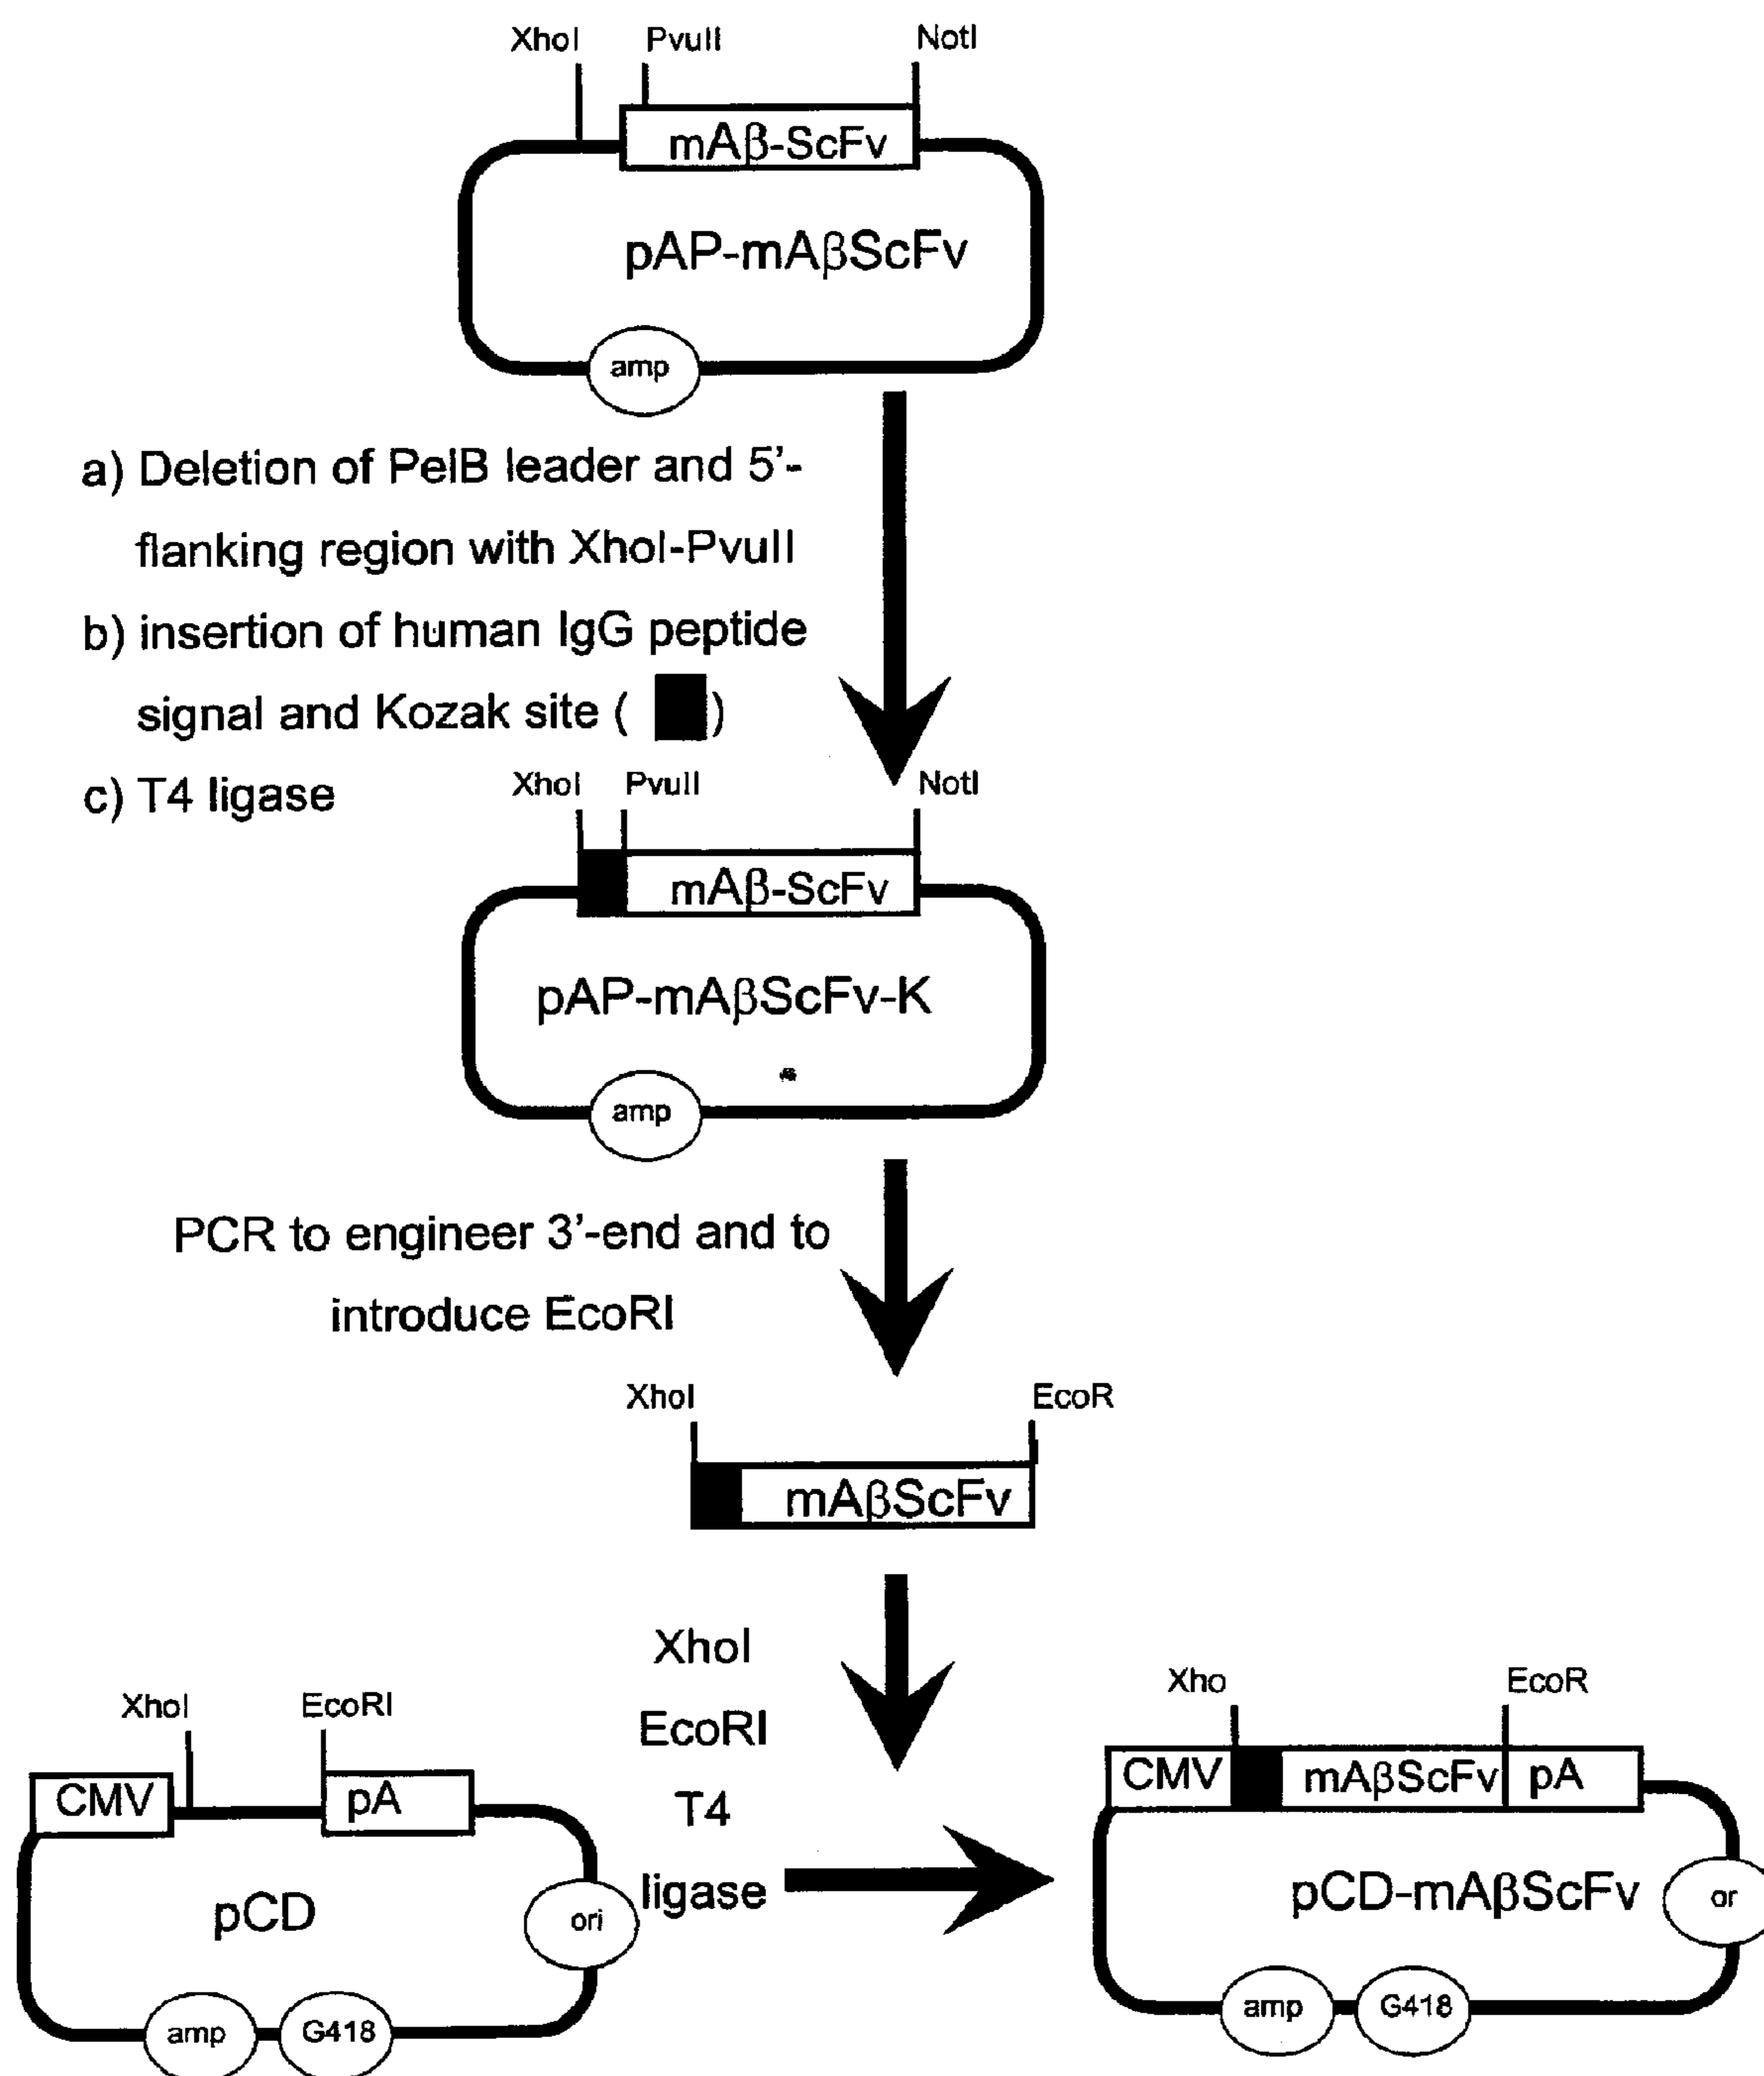 XhoI PvuII NotI
mAβ-ScFv
pAP-mAβScFv
amp
a) Deletion of PelB leader and 5'-
flanking region with XhoI-PvuII
b) insertion of human IgG peptide
signal and Kozak site ( )
c) T4 ligase
XhoI PvuII NotI
mAβ-ScFv
pAP-mAβScFv-K
amp
PCR to engineer 3'-end and to
introduce EcoRI
XhoI EcoR
mAβScFv
XhoI
EcoRI
T4
ligase
XhoI EcoRI
CMV pA
pCD
ori
amp G418
Xho EcoR
CMV mAβScFv pA
pCD-mAβScFv
or
amp G418